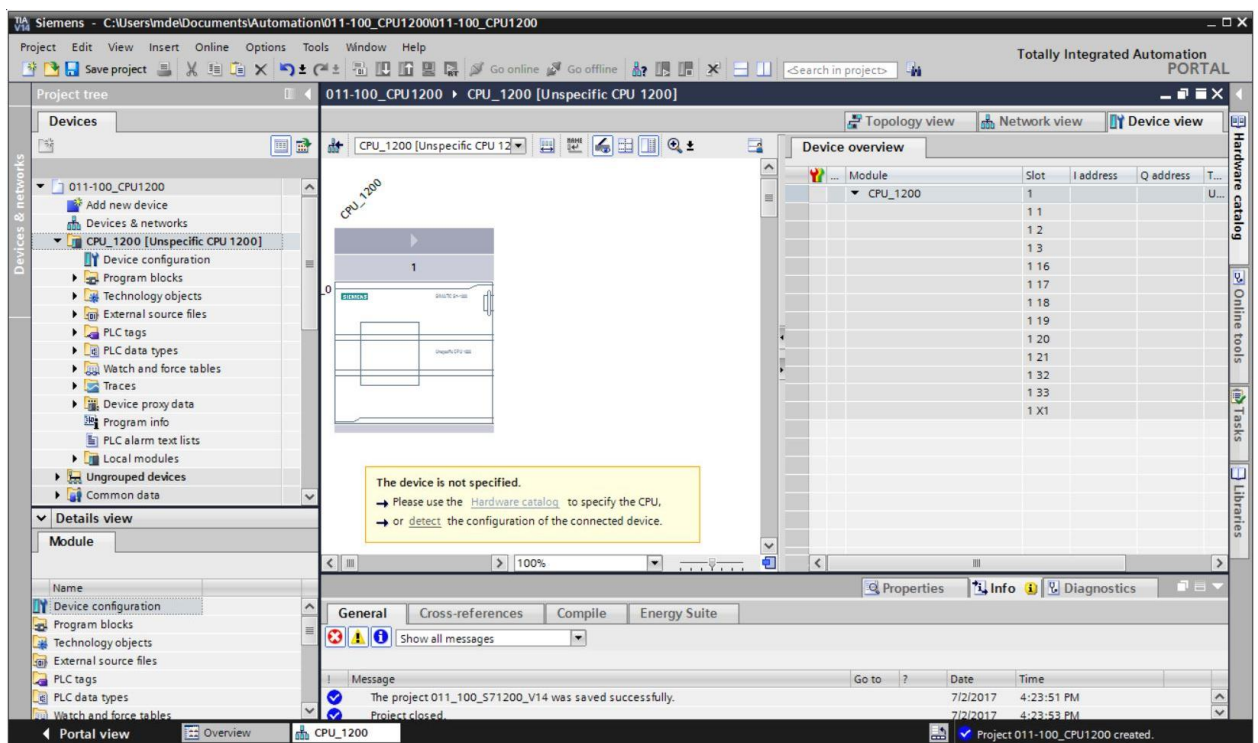 Siemens - C:\Users\mde\Documents\Automation\011-100_CPU1200\011-100_CPU1200
Project Edit View Insert Online Options Tools Window Help
Totally Integrated Automation
PORTAL
Save project
Go online
Go offline
<Search in project>
Project tree
011-100_CPU1200 CPU_1200 [Unspecific CPU 1200]
Devices
Topology view
Network view
Device view
CPU_1200 [Unspecific CPU 12
Device overview
Devices & networks
011-100_CPU1200
Add new device
Devices & networks
CPU_1200 [Unspecific CPU 1200]
Device configuration
Program blocks
Technology objects
External source files
PLC tags
PLC data types
Watch and force tables
Traces
Device proxy data
Program info
PLC alarm text lists
Local modules
Ungrouped devices
Common data
CPU_1200
1
_0
SIEMENS
... Module Slot I address Q address T...
CPU_1200 1 U...
1 1
1 2
1 3
1 16
1 17
1 18
1 19
1 20
1 21
1 32
1 33
1 X1
Hardware catalog
Online tools
Tasks
Libraries
The device is not specified.
Please use the Hardware catalog to specify the CPU,
or detect the configuration of the connected device.
100%
Details view
Module
Name
Device configuration
Program blocks
Technology objects
External source files
PLC tags
PLC data types
Watch and force tables
Properties
Info
Diagnostics
General
Cross-references
Compile
Energy Suite
Show all messages
! Message Go to ? Date Time
The project 011_100_S71200_V14 was saved successfully. 7/2/2017 4:23:51 PM
Project closed. 7/2/2017 4:23:53 PM
Portal view
Overview
CPU_1200
Project 011-100_CPU1200 created.